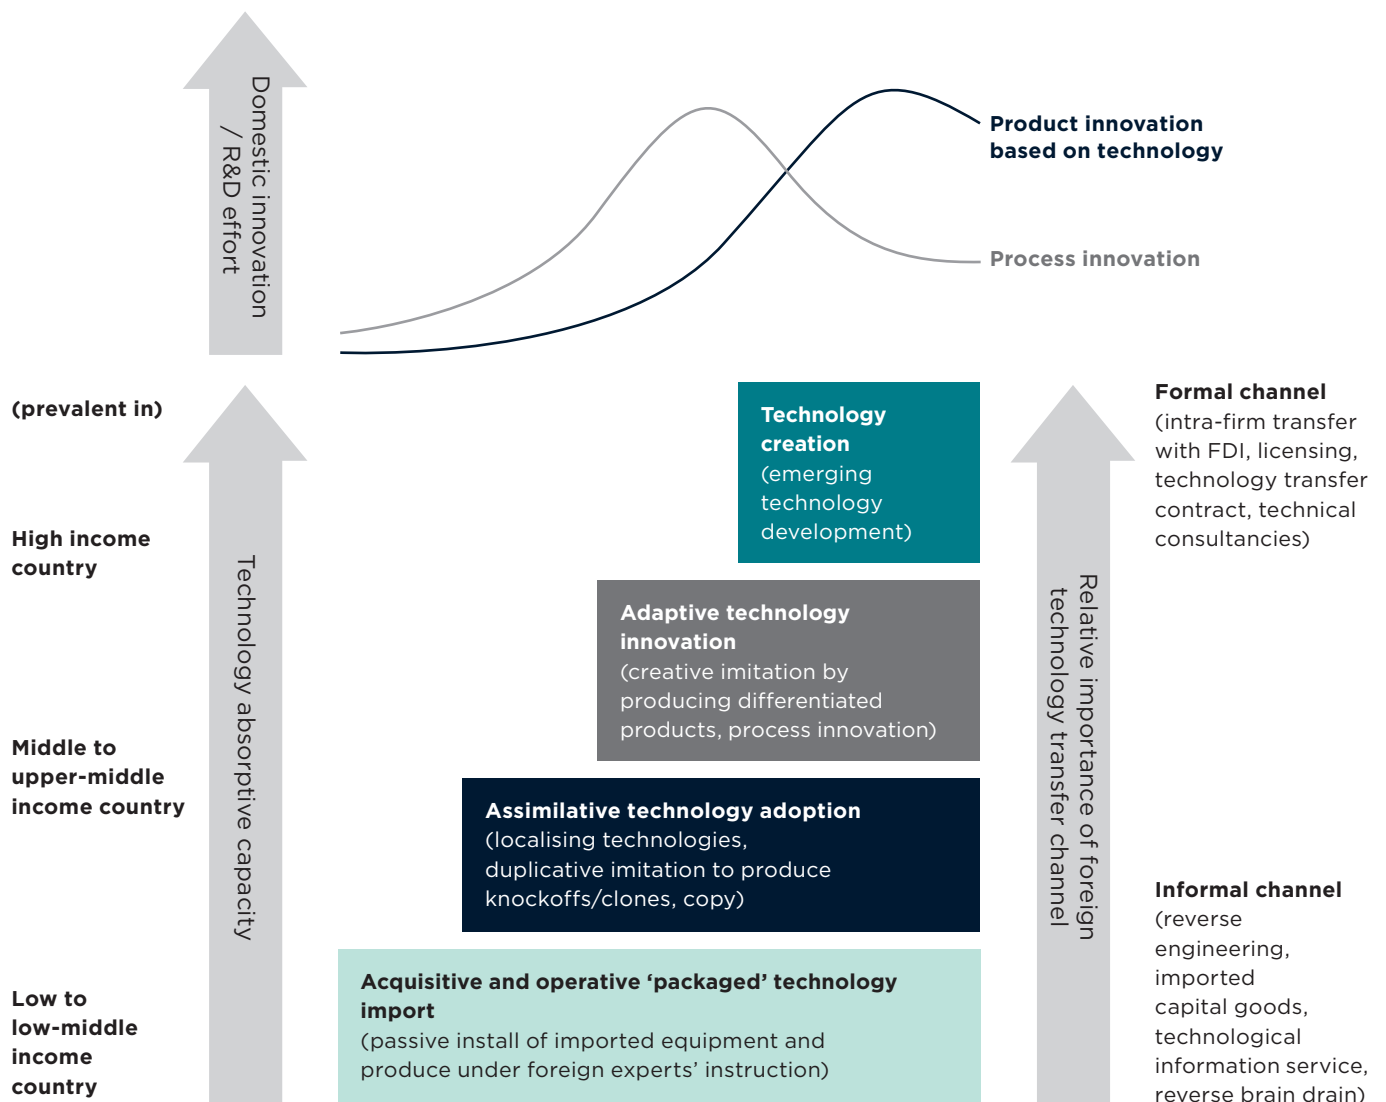 Domestic innovation
/ R&D effort
Product innovation
based on technology
Process innovation
(prevalent in)
High income
country
Middle to
upper-middle
income country
Low to
low-middle
income
country
Technology absorptive capacity
Technology
creation
(emerging
technology
development)
Adaptive technology
innovation
(creative imitation by
producing differentiated
products, process innovation)
Assimilative technology adoption
(localising technologies,
duplicative imitation to produce
knockoffs/clones, copy)
Acquisitive and operative ‘packaged’ technology
import
(passive install of imported equipment and
produce under foreign experts’ instruction)
Relative importance of foreign
technology transfer channel
Formal channel
(intra-firm transfer
with FDI, licensing,
technology transfer
contract, technical
consultancies)
Informal channel
(reverse
engineering,
imported
capital goods,
technological
information service,
reverse brain drain)